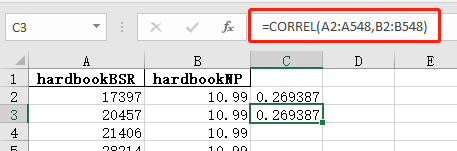 C3 fx =CORREL(A2:A548,B2:B548)
A B C D E
1 hardbookBSR hardbookNP
2 17397 10.99 0.269387
3 20457 10.99 0.269387
4 21406 10.99
5 28214 10.99